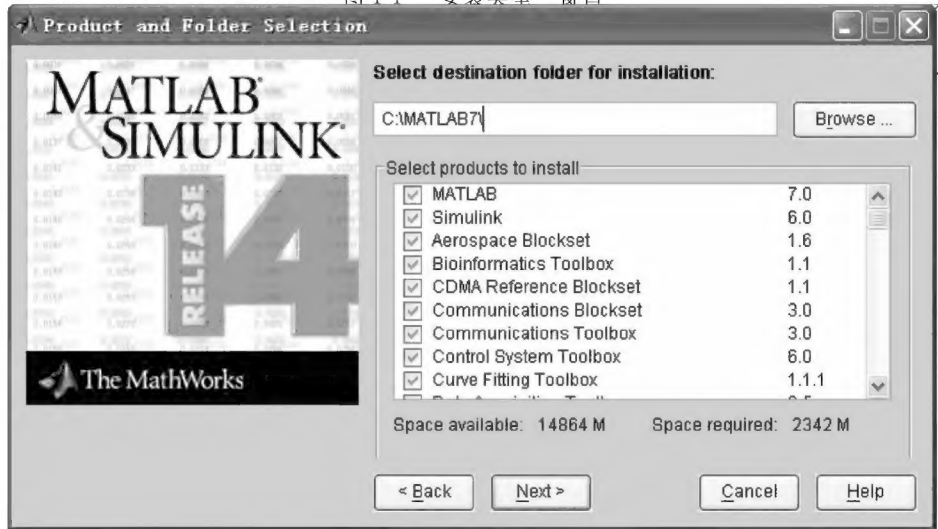 Product and Folder Selection
MATLAB
& SIMULINK
RELEASE 14
The MathWorks
Select destination folder for installation:
C:\MATLAB7\
Browse ...
Select products to install
MATLAB 7.0
Simulink 6.0
Aerospace Blockset 1.6
Bioinformatics Toolbox 1.1
CDMA Reference Blockset 1.1
Communications Blockset 3.0
Communications Toolbox 3.0
Control System Toolbox 6.0
Curve Fitting Toolbox 1.1.1
Space available: 14864 M Space required: 2342 M
< Back
Next >
Cancel
Help